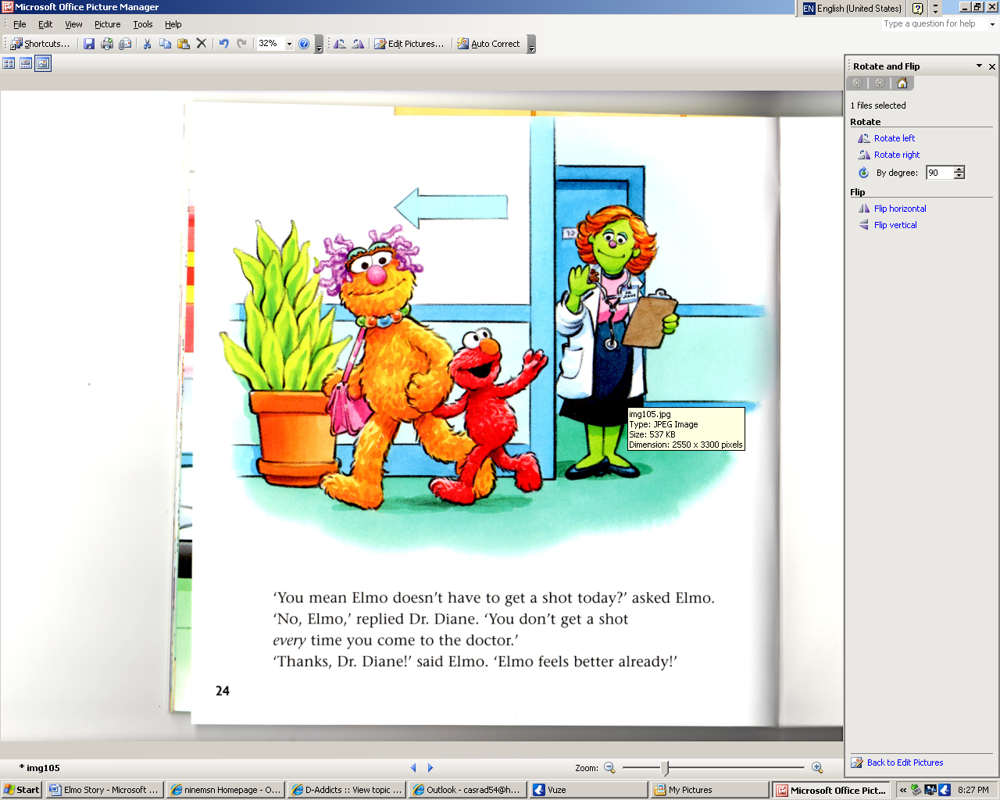 Microsoft Office Picture Manager
EN English (United States)
File Edit View Picture Tools Help
Type a question for help
Shortcuts... 32% Edit Pictures... Auto Correct
Rotate and Flip
1 files selected
Rotate
Rotate left
Rotate right
By degree: 90
Flip
Flip horizontal
Flip vertical
10
DR. DIANE
img105.jpg
Type: JPEG Image
Size: 537 KB
Dimension: 2550 x 3300 pixels
‘You mean Elmo doesn’t have to get a shot today?’ asked Elmo.
‘No, Elmo,’ replied Dr. Diane. ‘You don’t get a shot
every time you come to the doctor.’
‘Thanks, Dr. Diane!’ said Elmo. ‘Elmo feels better already!’
24
Back to Edit Pictures
* img105
Zoom:
Start Elmo Story - Microsoft ... ninemsn Homepage - O... D-Addicts :: View topic ... Outlook - casrad54@h... Vuze My Pictures Microsoft Office Pict... « 8:27 PM